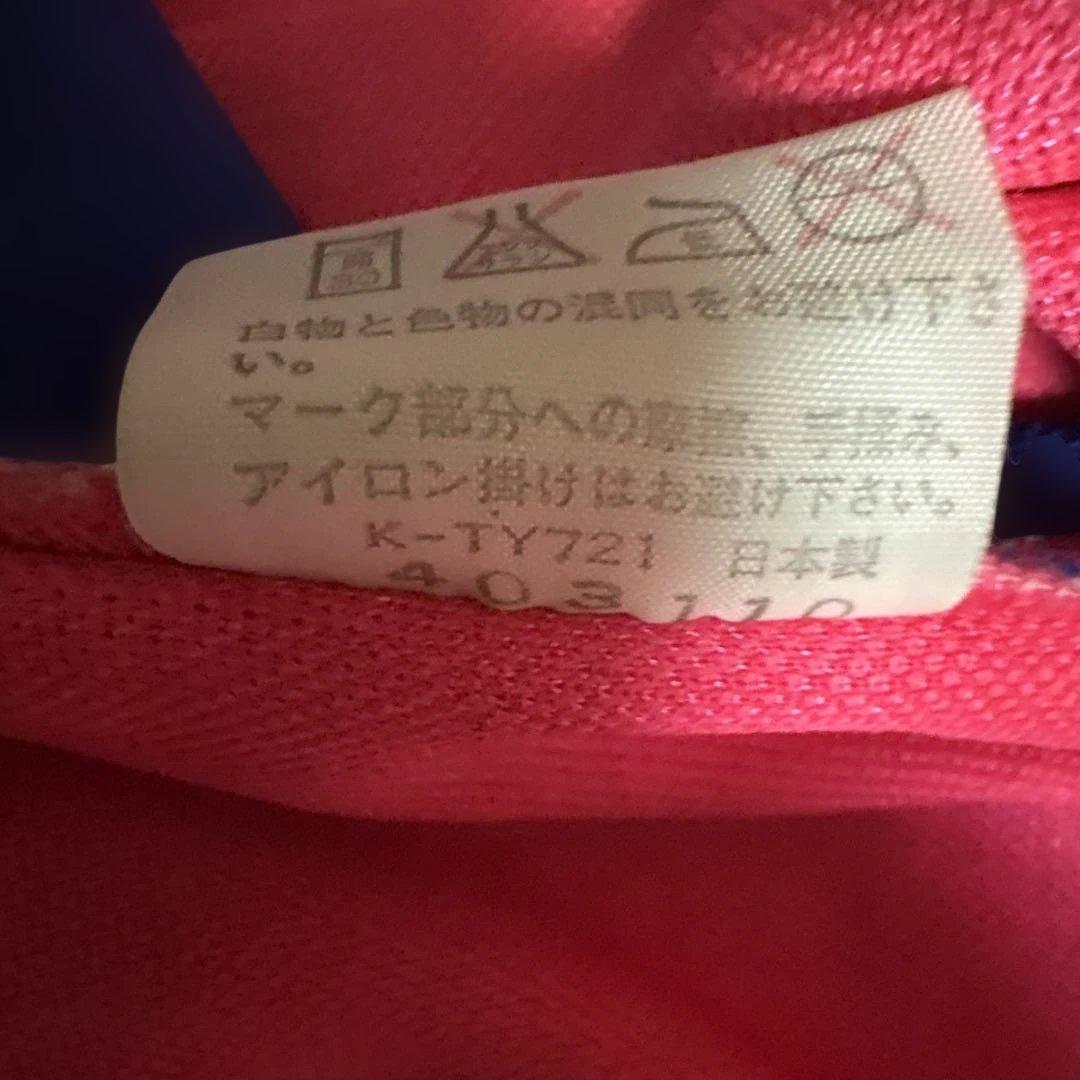 白物と色物の混同をお避け下さ
い。
マーク部分への摩擦、手揉み、
アイロン掛けはお避け下さい。
K-TY721 日本製